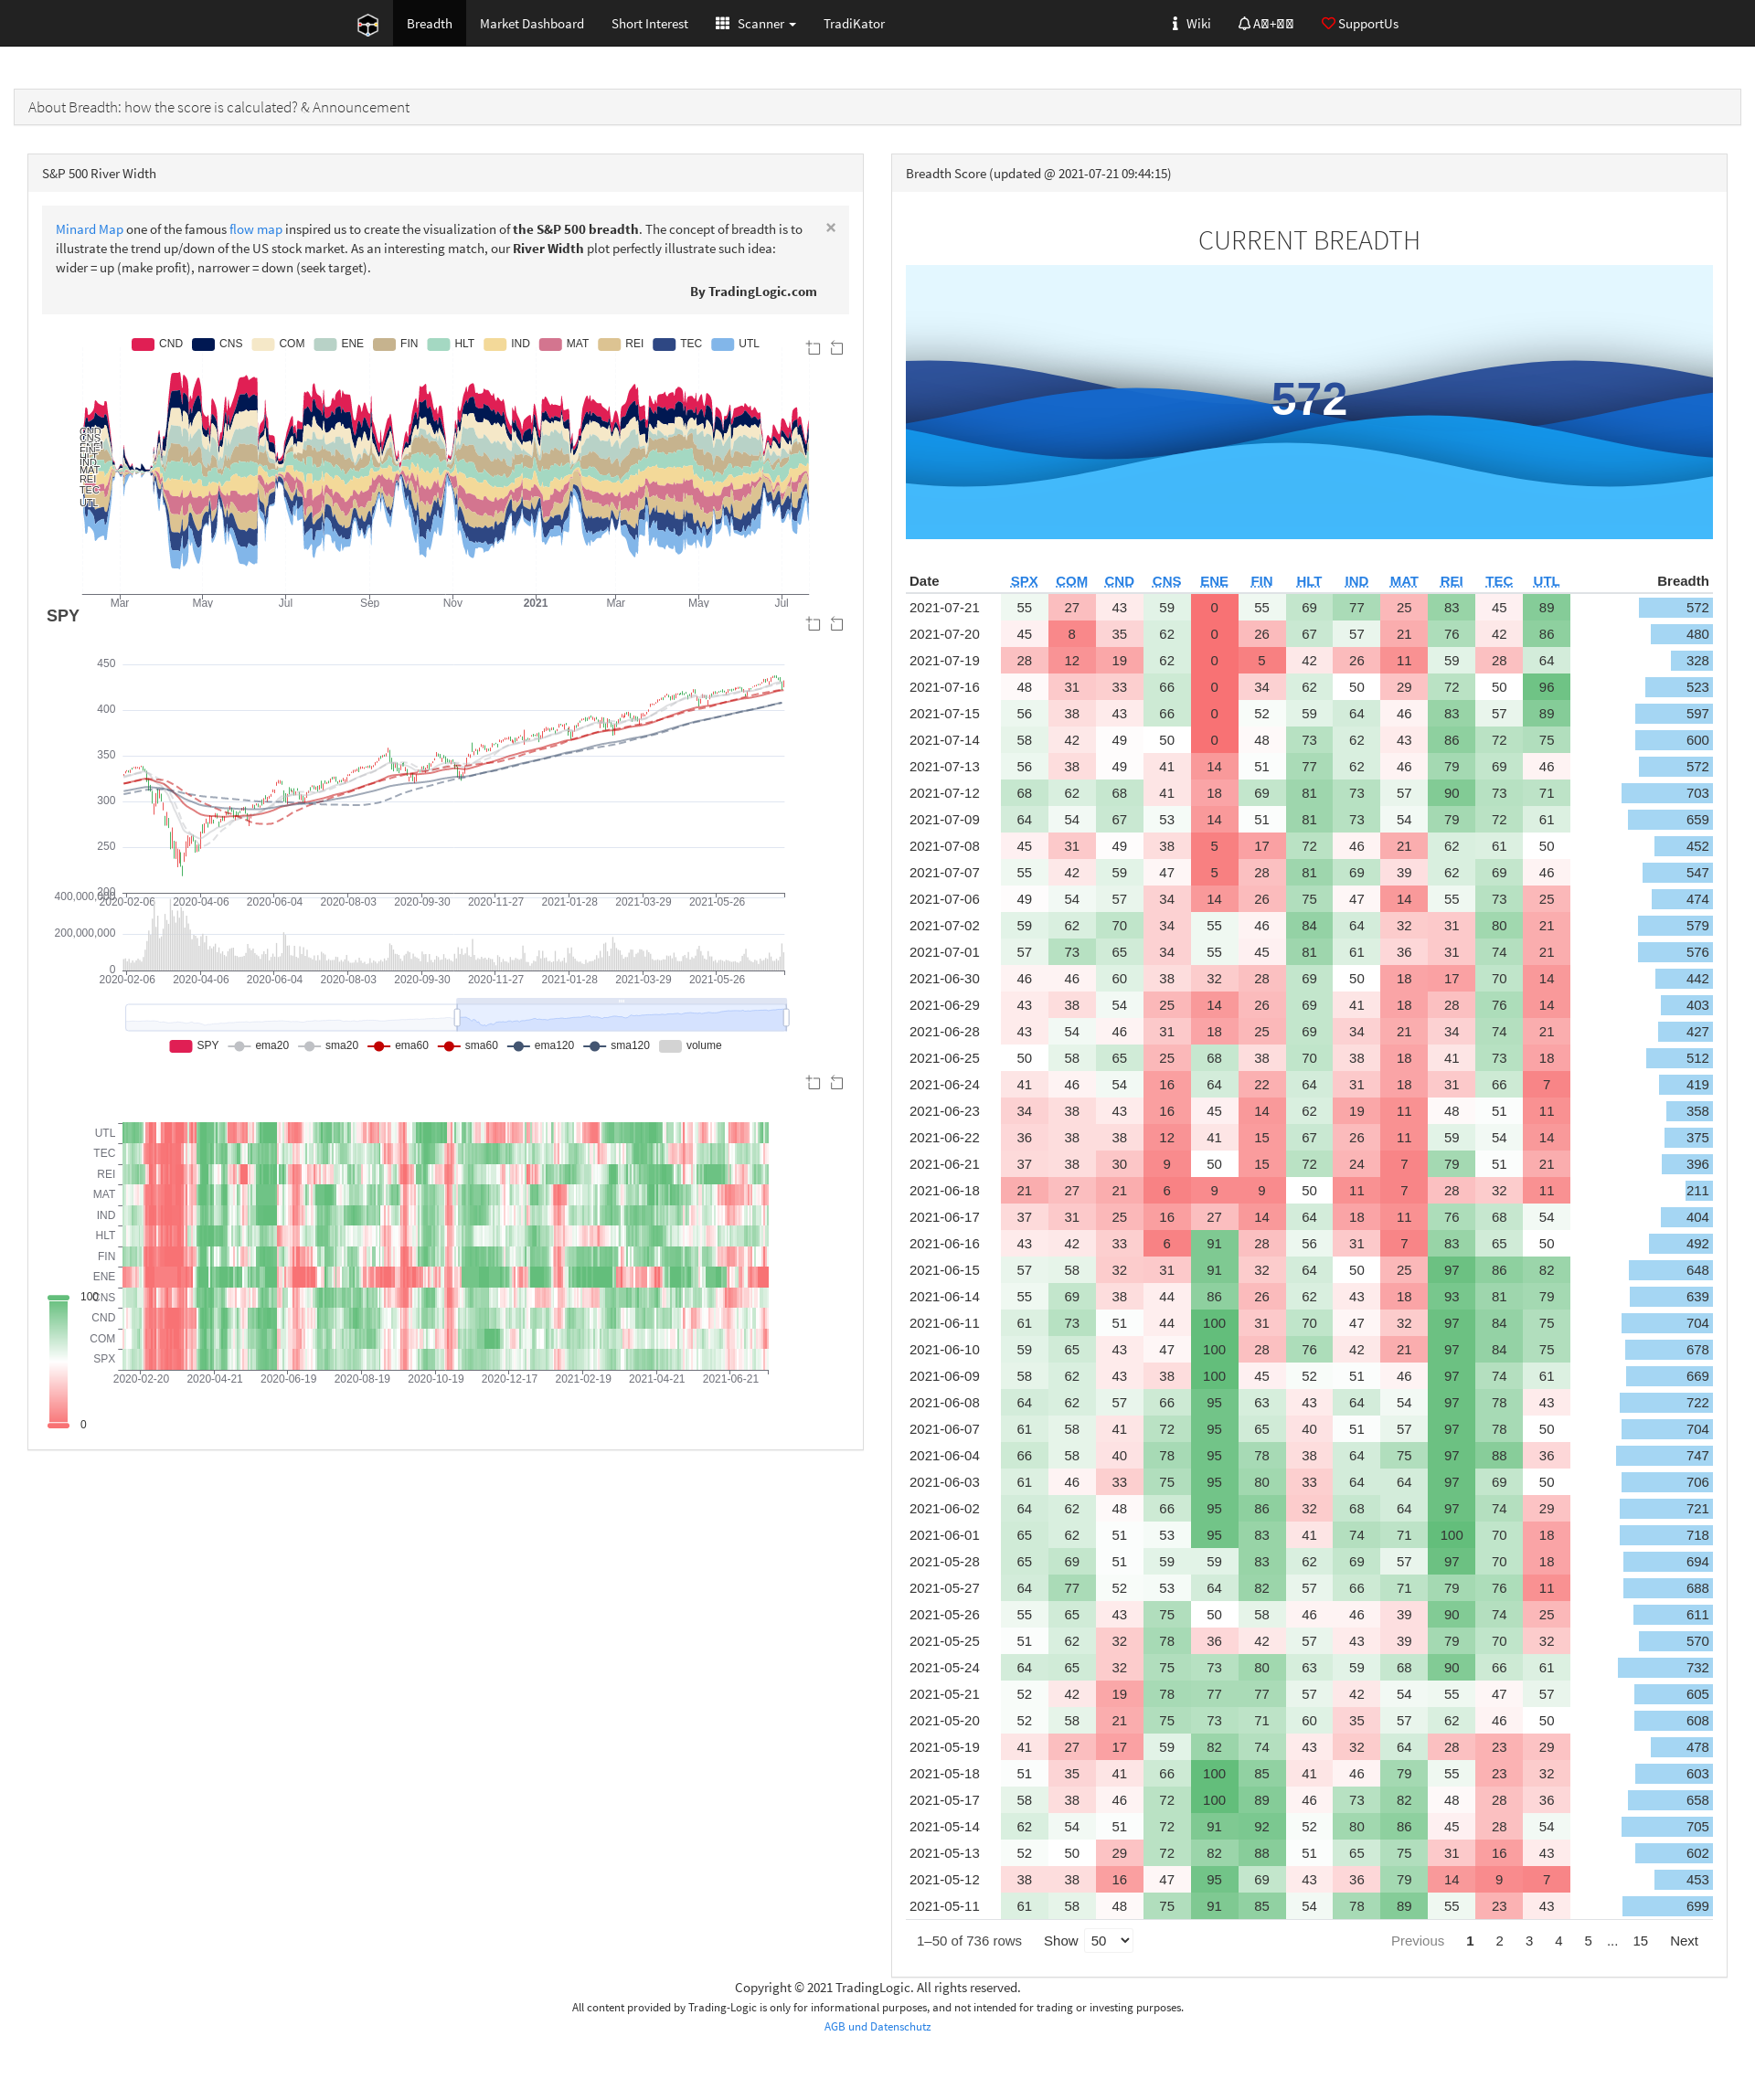 Breadth Market Dashboard Short Interest Scanner TradiKator Wiki SupportUs
About Breadth: how the score is calculated? & Announcement
S&P 500 River Width
Minard Map one of the famous flow map inspired us to create the visualization of the S&P 500 breadth. The concept of breadth is to
illustrate the trend up/down of the US stock market. As an interesting match, our River Width plot perfectly illustrate such idea:
wider = up (make profit), narrower = down (seek target).
×
By TradingLogic.com
CND CNS COM ENE FIN HLT IND MAT REI TEC UTL
CNS
IND
MAT
REI
TEC
UTL
Mar May Jul Sep Nov 2021 Mar May Jul
SPY
450
400
350
300
250
200
2020-02-06 2020-04-06 2020-06-04 2020-08-03 2020-09-30 2020-11-27 2021-01-28 2021-03-29 2021-05-26
400,000,000
200,000,000
0
2020-02-06 2020-04-06 2020-06-04 2020-08-03 2020-09-30 2020-11-27 2021-01-28 2021-03-29 2021-05-26
SPY ema20 sma20 ema60 sma60 ema120 sma120 volume
UTL
TEC
REI
MAT
IND
HLT
FIN
ENE
CNS
CND
COM
SPX
2020-02-20 2020-04-21 2020-06-19 2020-08-19 2020-10-19 2020-12-17 2021-02-19 2021-04-21 2021-06-21
100
0
Breadth Score (updated @ 2021-07-21 09:44:15)
CURRENT BREADTH
572
Date SPX COM CND CNS ENE FIN HLT IND MAT REI TEC UTL Breadth
2021-07-21 55 27 43 59 0 55 69 77 25 83 45 89 572
2021-07-20 45 8 35 62 0 26 67 57 21 76 42 86 480
2021-07-19 28 12 19 62 0 5 42 26 11 59 28 64 328
2021-07-16 48 31 33 66 0 34 62 50 29 72 50 96 523
2021-07-15 56 38 43 66 0 52 59 64 46 83 57 89 597
2021-07-14 58 42 49 50 0 48 73 62 43 86 72 75 600
2021-07-13 56 38 49 41 14 51 77 62 46 79 69 46 572
2021-07-12 68 62 68 41 18 69 81 73 57 90 73 71 703
2021-07-09 64 54 67 53 14 51 81 73 54 79 72 61 659
2021-07-08 45 31 49 38 5 17 72 46 21 62 61 50 452
2021-07-07 55 42 59 47 5 28 81 69 39 62 69 46 547
2021-07-06 49 54 57 34 14 26 75 47 14 55 73 25 474
2021-07-02 59 62 70 34 55 46 84 64 32 31 80 21 579
2021-07-01 57 73 65 34 55 45 81 61 36 31 74 21 576
2021-06-30 46 46 60 38 32 28 69 50 18 17 70 14 442
2021-06-29 43 38 54 25 14 26 69 41 18 28 76 14 403
2021-06-28 43 54 46 31 18 25 69 34 21 34 74 21 427
2021-06-25 50 58 65 25 68 38 70 38 18 41 73 18 512
2021-06-24 41 46 54 16 64 22 64 31 18 31 66 7 419
2021-06-23 34 38 43 16 45 14 62 19 11 48 51 11 358
2021-06-22 36 38 38 12 41 15 67 26 11 59 54 14 375
2021-06-21 37 38 30 9 50 15 72 24 7 79 51 21 396
2021-06-18 21 27 21 6 9 9 50 11 7 28 32 11 211
2021-06-17 37 31 25 16 27 14 64 18 11 76 68 54 404
2021-06-16 43 42 33 6 91 28 56 31 7 83 65 50 492
2021-06-15 57 58 32 31 91 32 64 50 25 97 86 82 648
2021-06-14 55 69 38 44 86 26 62 43 18 93 81 79 639
2021-06-11 61 73 51 44 100 31 70 47 32 97 84 75 704
2021-06-10 59 65 43 47 100 28 76 42 21 97 84 75 678
2021-06-09 58 62 43 38 100 45 52 51 46 97 74 61 669
2021-06-08 64 62 57 66 95 63 43 64 54 97 78 43 722
2021-06-07 61 58 41 72 95 65 40 51 57 97 78 50 704
2021-06-04 66 58 40 78 95 78 38 64 75 97 88 36 747
2021-06-03 61 46 33 75 95 80 33 64 64 97 69 50 706
2021-06-02 64 62 48 66 95 86 32 68 64 97 74 29 721
2021-06-01 65 62 51 53 95 83 41 74 71 100 70 18 718
2021-05-28 65 69 51 59 59 83 62 69 57 97 70 18 694
2021-05-27 64 77 52 53 64 82 57 66 71 79 76 11 688
2021-05-26 55 65 43 75 50 58 46 46 39 90 74 25 611
2021-05-25 51 62 32 78 36 42 57 43 39 79 70 32 570
2021-05-24 64 65 32 75 73 80 63 59 68 90 66 61 732
2021-05-21 52 42 19 78 77 77 57 42 54 55 47 57 605
2021-05-20 52 58 21 75 73 71 60 35 57 62 46 50 608
2021-05-19 41 27 17 59 82 74 43 32 64 28 23 29 478
2021-05-18 51 35 41 66 100 85 41 46 79 55 23 32 603
2021-05-17 58 38 46 72 100 89 46 73 82 48 28 36 658
2021-05-14 62 54 51 72 91 92 52 80 86 45 28 54 705
2021-05-13 52 50 29 72 82 88 51 65 75 31 16 43 602
2021-05-12 38 38 16 47 95 69 43 36 79 14 9 7 453
2021-05-11 61 58 48 75 91 85 54 78 89 55 23 43 699
1–50 of 736 rows Show 50 Previous 1 2 3 4 5 ... 15 Next
Copyright © 2021 TradingLogic. All rights reserved.
All content provided by Trading-Logic is only for informational purposes, and not intended for trading or investing purposes.
AGB und Datenschutz